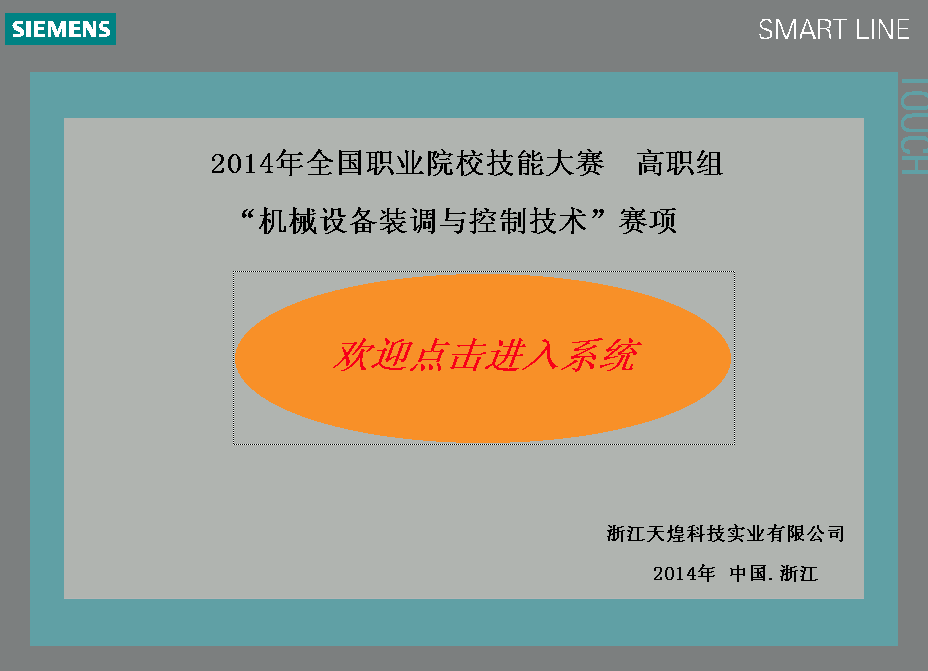 SIEMENS
SMART LINE
TOUCH
2014年全国职业院校技能大赛 高职组
“机械设备装调与控制技术”赛项
欢迎点击进入系统
浙江天煌科技实业有限公司
2014年 中国.浙江